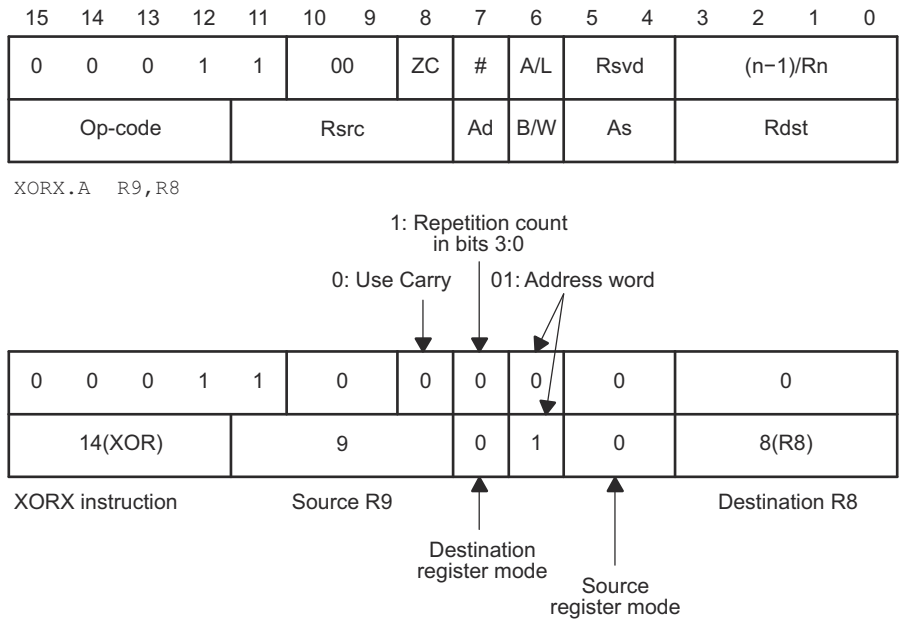 15 14 13 12 11 10 9 8 7 6 5 4 3 2 1 0
0 0 0 1 1 00 ZC # A/L Rsvd (n−1)/Rn
Op-code Rsrc Ad B/W As Rdst
XORX.A R9,R8
1: Repetition count
in bits 3:0
0: Use Carry
01: Address word
0 0 0 1 1 0 0 0 0 0 0
14(XOR) 9 0 1 0 8(R8)
XORX instruction Source R9 Destination R8
Destination
register mode
Source
register mode